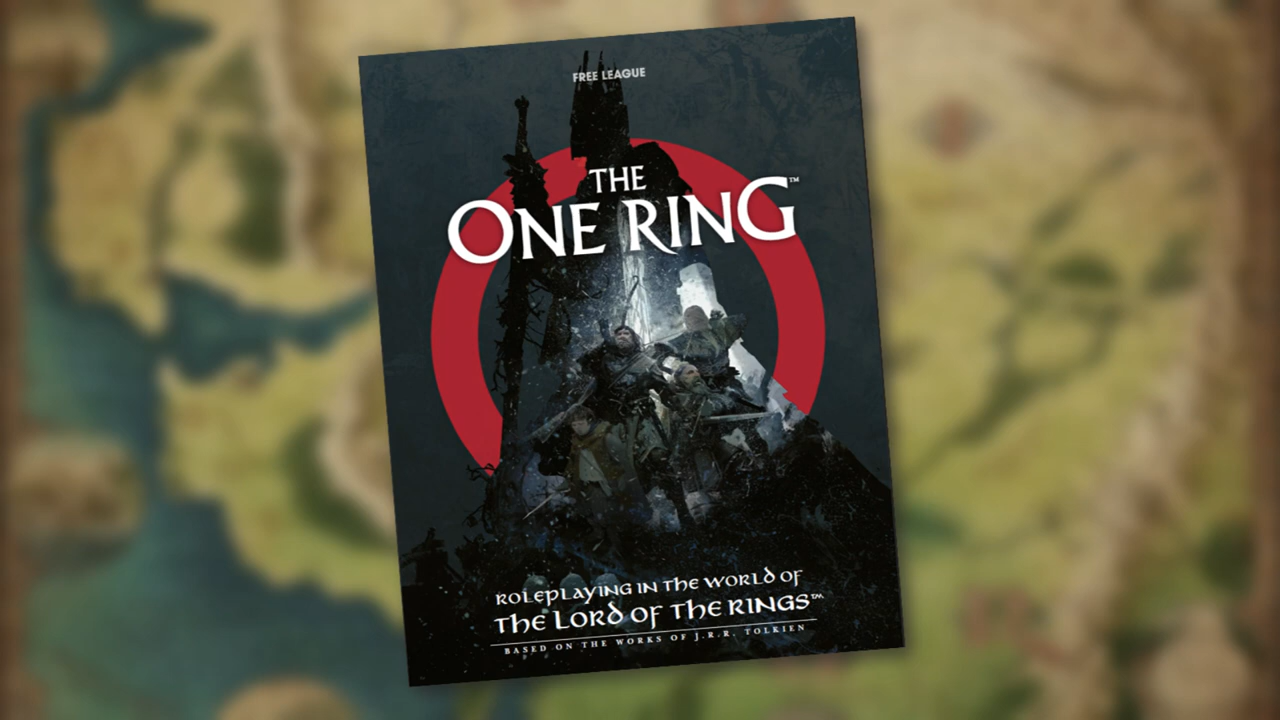 FREE LEAGUE
THE
ONE RING™
ROLEPLAYING IN THE WORLD OF
THE LORD OF THE RINGS™
BASED ON THE WORKS OF J.R.R. TOLKIEN